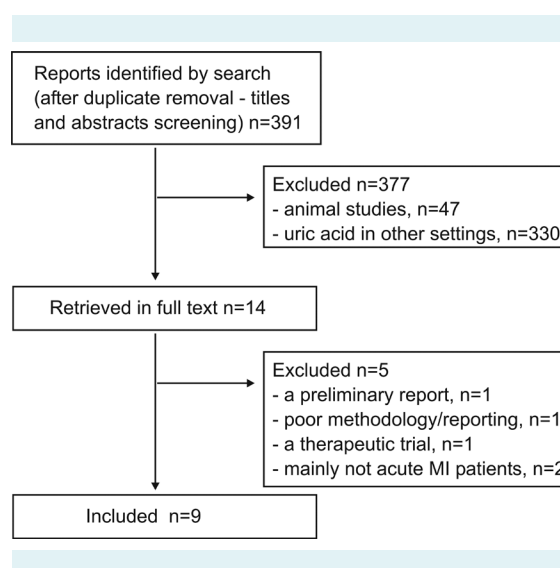 Reports identified by search
(after duplicate removal - titles
and abstracts screening) n=391
Excluded n=377
- animal studies, n=47
- uric acid in other settings, n=330
Retrieved in full text n=14
Excluded n=5
- a preliminary report, n=1
- poor methodology/reporting, n=1
- a therapeutic trial, n=1
- mainly not acute MI patients, n=2
Included n=9